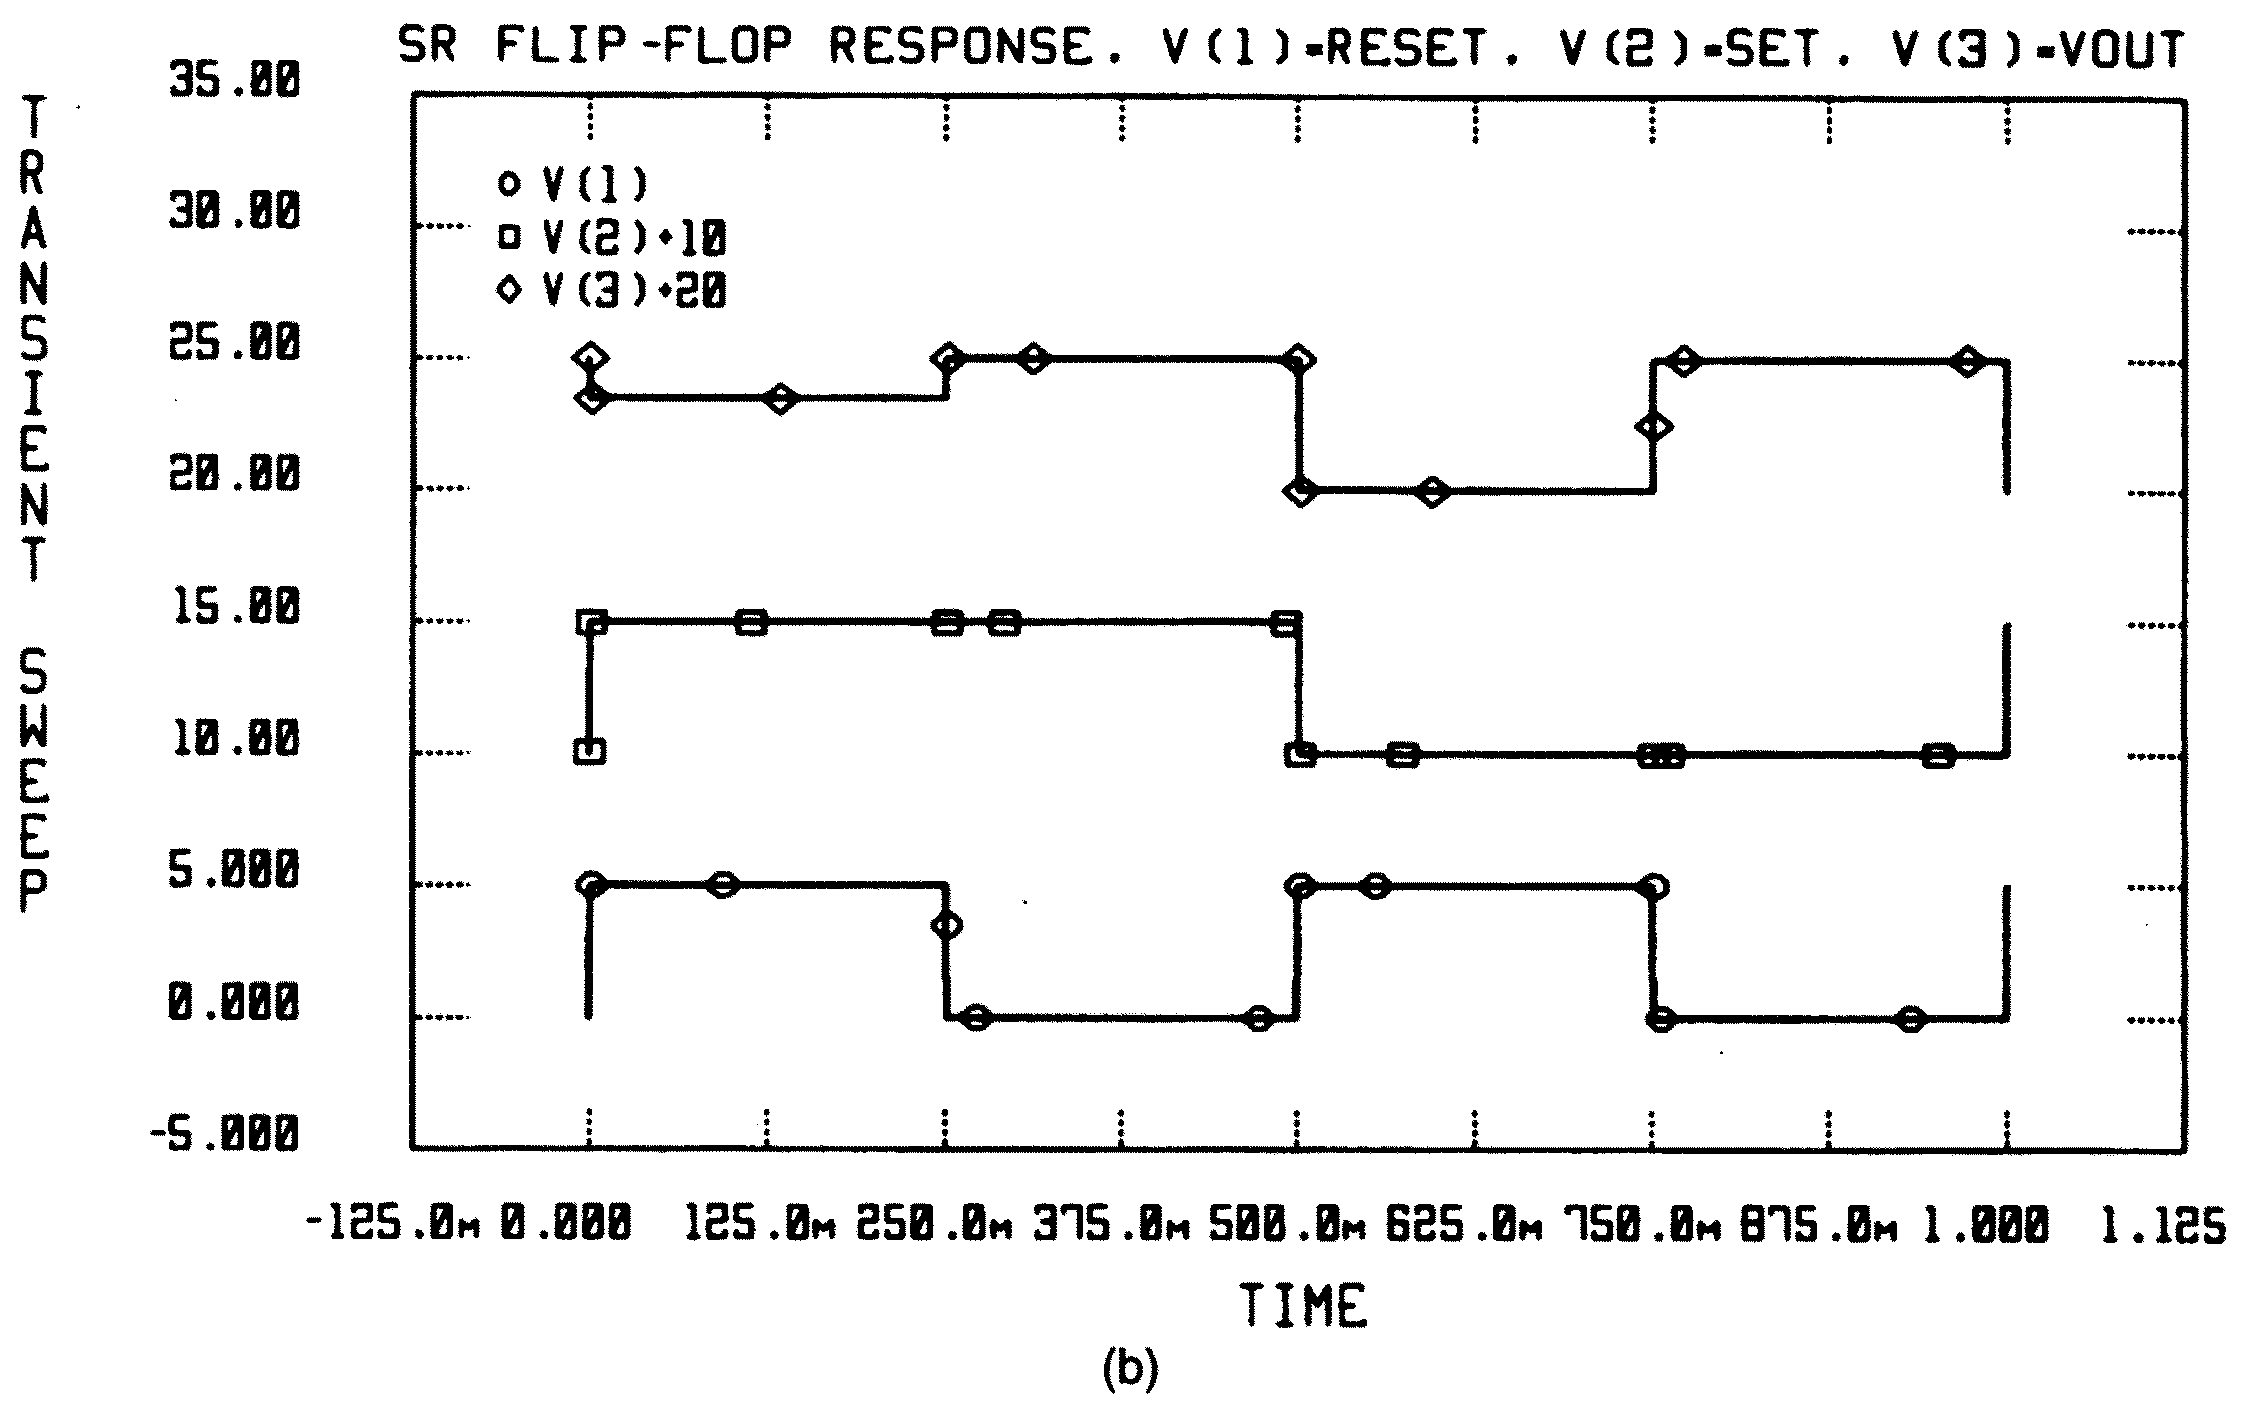 SR FLIP-FLOP RESPONSE. V(1)=RESET. V(2)=SET. V(3)=VOUT
TRANSIENT SWEEP
35.00
30.00
25.00
20.00
15.00
10.00
5.000
0.000
-5.000
V(1)
V(2)+10
V(3)+20
-125.0M 0.000 125.0M 250.0M 375.0M 500.0M 625.0M 750.0M 875.0M 1.000 1.125
TIME
(b)